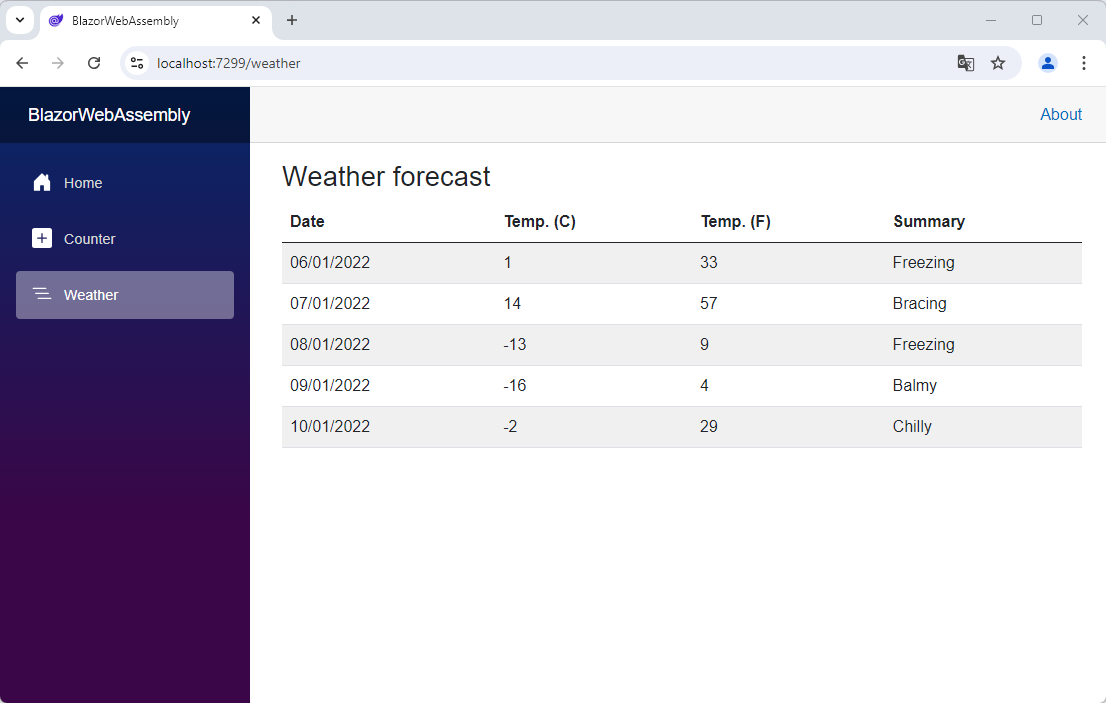 BlazorWebAssembly
localhost:7299/weather
BlazorWebAssembly
About
Home
Counter
Weather
Weather forecast
Date Temp. (C) Temp. (F) Summary
06/01/2022 1 33 Freezing
07/01/2022 14 57 Bracing
08/01/2022 -13 9 Freezing
09/01/2022 -16 4 Balmy
10/01/2022 -2 29 Chilly